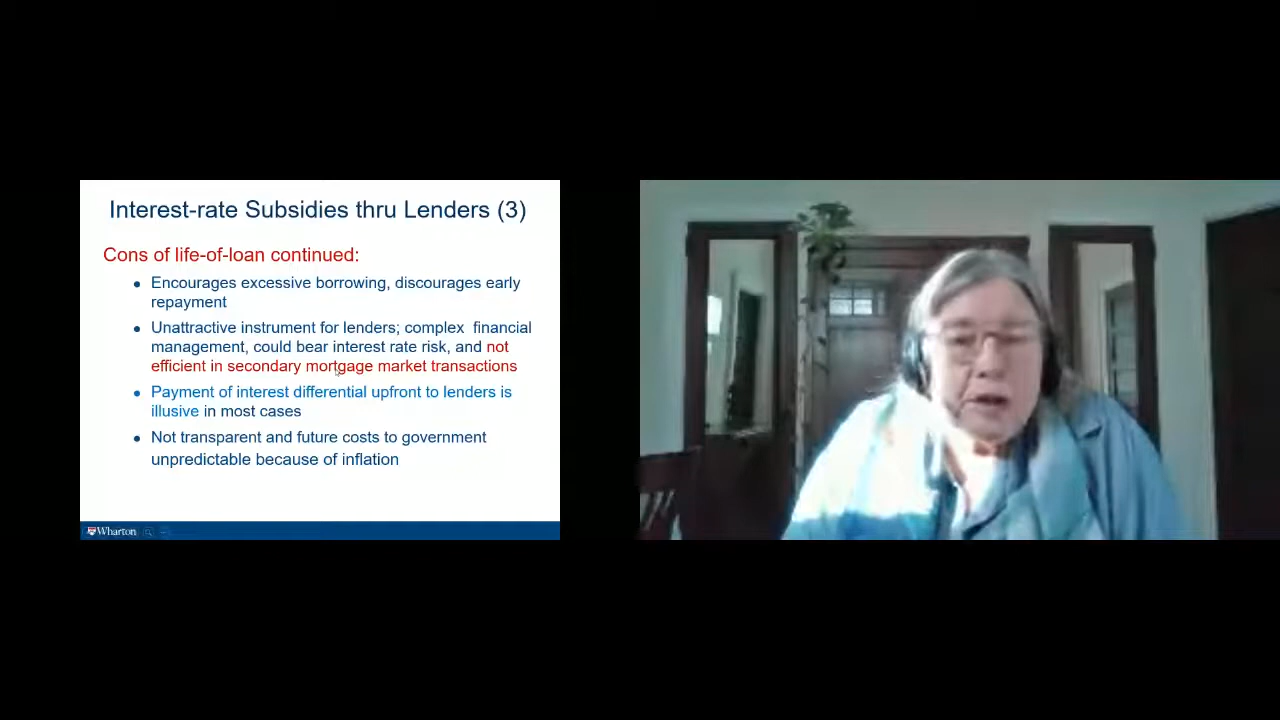 Interest-rate Subsidies thru Lenders (3)
Cons of life-of-loan continued:
• Encourages excessive borrowing, discourages early
repayment
• Unattractive instrument for lenders; complex financial
management, could bear interest rate risk, and not
efficient in secondary mortgage market transactions
• Payment of interest differential upfront to lenders is
illusive in most cases
• Not transparent and future costs to government
unpredictable because of inflation
Wharton